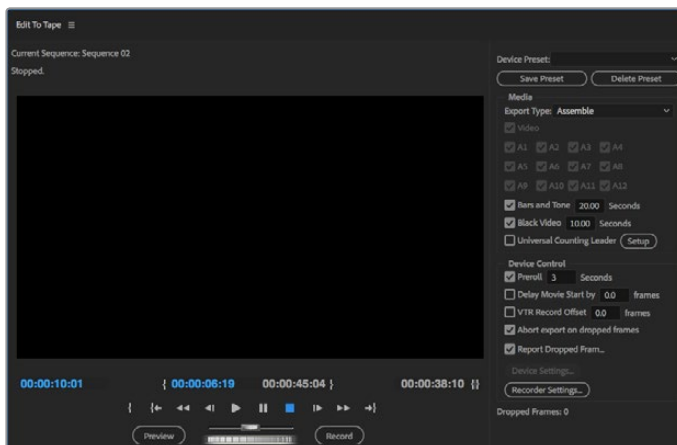 Edit To Tape
Current Sequence: Sequence 02
Stopped.
00:00:10:01
{ 00:00:06:19
00:00:45:04 }
00:00:38:10 {}
Preview
Record
Device Preset:
Save Preset
Delete Preset
Media
Export Type: Assemble
Video
A1 A2 A3 A4
A5 A6 A7 A8
A9 A10 A11 A12
Bars and Tone 20.00 Seconds
Black Video 10.00 Seconds
Universal Counting Leader Setup
Device Control
Preroll 3 Seconds
Delay Movie Start by 0.0 frames
VTR Record Offset 0.0 frames
Abort export on dropped frames
Report Dropped Fram...
Device Settings...
Recorder Settings...
Dropped Frames: 0